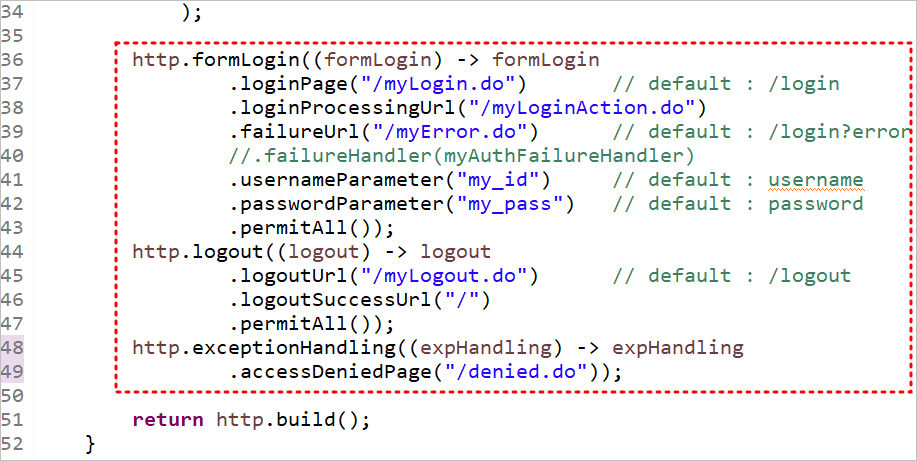 34             );
35
36         http.formLogin((formLogin) -> formLogin
37                 .loginPage("/myLogin.do")       // default : /login
38                 .loginProcessingUrl("/myLoginAction.do")
39                 .failureUrl("/myError.do")      // default : /login?error
40                 //.failureHandler(myAuthFailureHandler)
41                 .usernameParameter("my_id")     // default : username
42                 .passwordParameter("my_pass")   // default : password
43                 .permitAll());
44         http.logout((logout) -> logout
45                 .logoutUrl("/myLogout.do")      // default : /logout
46                 .logoutSuccessUrl("/")
47                 .permitAll());
48         http.exceptionHandling((expHandling) -> expHandling
49                 .accessDeniedPage("/denied.do"));
50
51         return http.build();
52     }